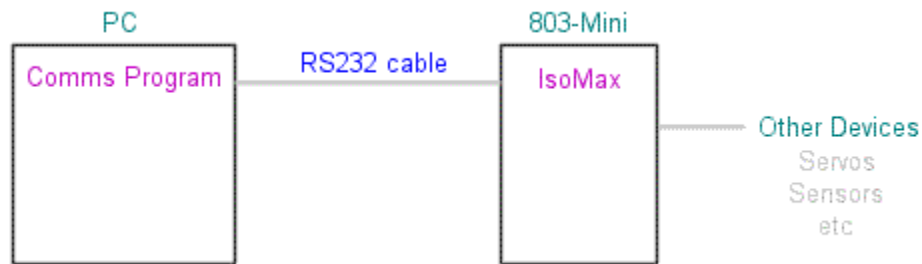 PC
803-Mini
Comms Program
RS232 cable
IsoMax
Other Devices
Servos
Sensors
etc